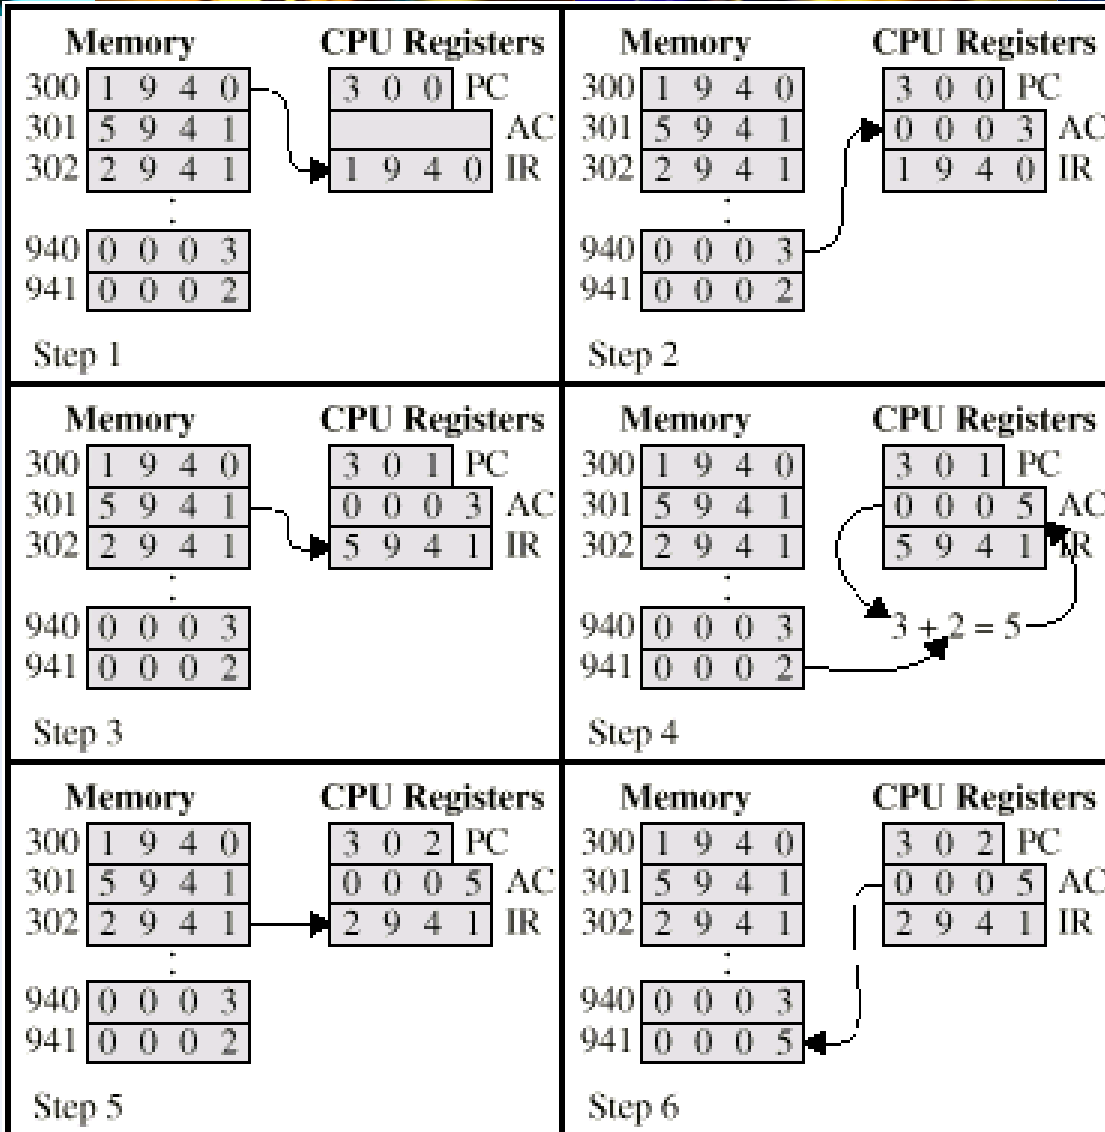 Memory CPU Registers
300 1 9 4 0 3 0 0 PC
301 5 9 4 1 AC
302 2 9 4 1 1 9 4 0 IR
:
940 0 0 0 3
941 0 0 0 2
Step 1
Memory CPU Registers
300 1 9 4 0 3 0 0 PC
301 5 9 4 1 0 0 0 3 AC
302 2 9 4 1 1 9 4 0 IR
:
940 0 0 0 3
941 0 0 0 2
Step 2
Memory CPU Registers
300 1 9 4 0 3 0 1 PC
301 5 9 4 1 0 0 0 3 AC
302 2 9 4 1 5 9 4 1 IR
:
940 0 0 0 3
941 0 0 0 2
Step 3
Memory CPU Registers
300 1 9 4 0 3 0 1 PC
301 5 9 4 1 0 0 0 5 AC
302 2 9 4 1 5 9 4 1 IR
:
940 0 0 0 3 3 + 2 = 5
941 0 0 0 2
Step 4
Memory CPU Registers
300 1 9 4 0 3 0 2 PC
301 5 9 4 1 0 0 0 5 AC
302 2 9 4 1 2 9 4 1 IR
:
940 0 0 0 3
941 0 0 0 2
Step 5
Memory CPU Registers
300 1 9 4 0 3 0 2 PC
301 5 9 4 1 0 0 0 5 AC
302 2 9 4 1 2 9 4 1 IR
:
940 0 0 0 3
941 0 0 0 5
Step 6